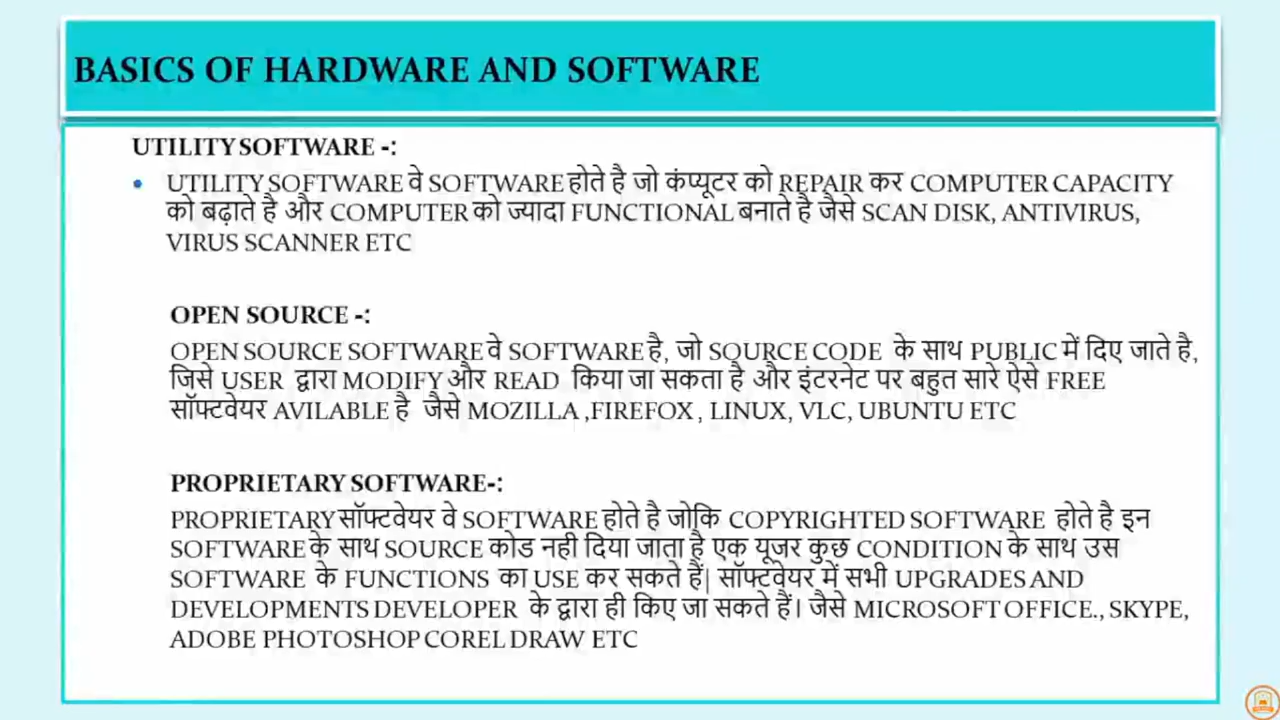 BASICS OF HARDWARE AND SOFTWARE
UTILITY SOFTWARE -:
• UTILITY SOFTWARE वे SOFTWARE होते है जो कंप्यूटर को REPAIR कर COMPUTER CAPACITY
को बढ़ाते है और COMPUTER को ज्यादा FUNCTIONAL बनाते है जैसे SCAN DISK, ANTIVIRUS,
VIRUS SCANNER ETC
OPEN SOURCE -:
OPEN SOURCE SOFTWARE वे SOFTWARE है, जो SOURCE CODE के साथ PUBLIC में दिए जाते है,
जिसे USER द्वारा MODIFY और READ किया जा सकता है और इंटरनेट पर बहुत सारे ऐसे FREE
सॉफ्टवेयर AVILABLE है जैसे MOZILLA ,FIREFOX , LINUX, VLC, UBUNTU ETC
PROPRIETARY SOFTWARE-:
PROPRIETARY सॉफ्टवेयर वे SOFTWARE होते है जोकि COPYRIGHTED SOFTWARE होते है इन
SOFTWARE के साथ SOURCE कोड नही दिया जाता है एक यूजर कुछ CONDITION के साथ उस
SOFTWARE के FUNCTIONS का USE कर सकते हैं| सॉफ्टवेयर में सभी UPGRADES AND
DEVELOPMENTS DEVELOPER के द्वारा ही किए जा सकते हैं। जैसे MICROSOFT OFFICE., SKYPE,
ADOBE PHOTOSHOP COREL DRAW ETC